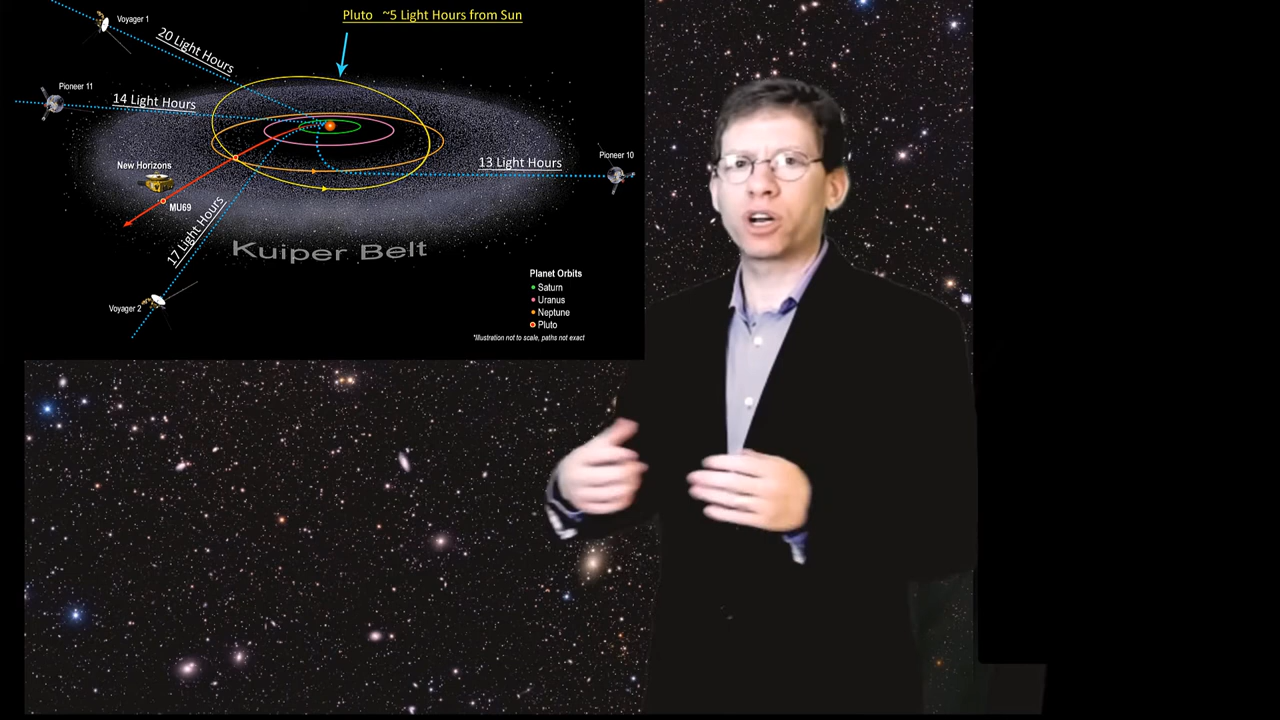 Pluto ~5 Light Hours from Sun
Voyager 1
20 Light Hours
Pioneer 11
14 Light Hours
13 Light Hours
Pioneer 10
New Horizons
MU69
17 Light Hours
Kuiper Belt
Voyager 2
Planet Orbits
Saturn
Uranus
Neptune
Pluto
*Illustration not to scale, paths not exact